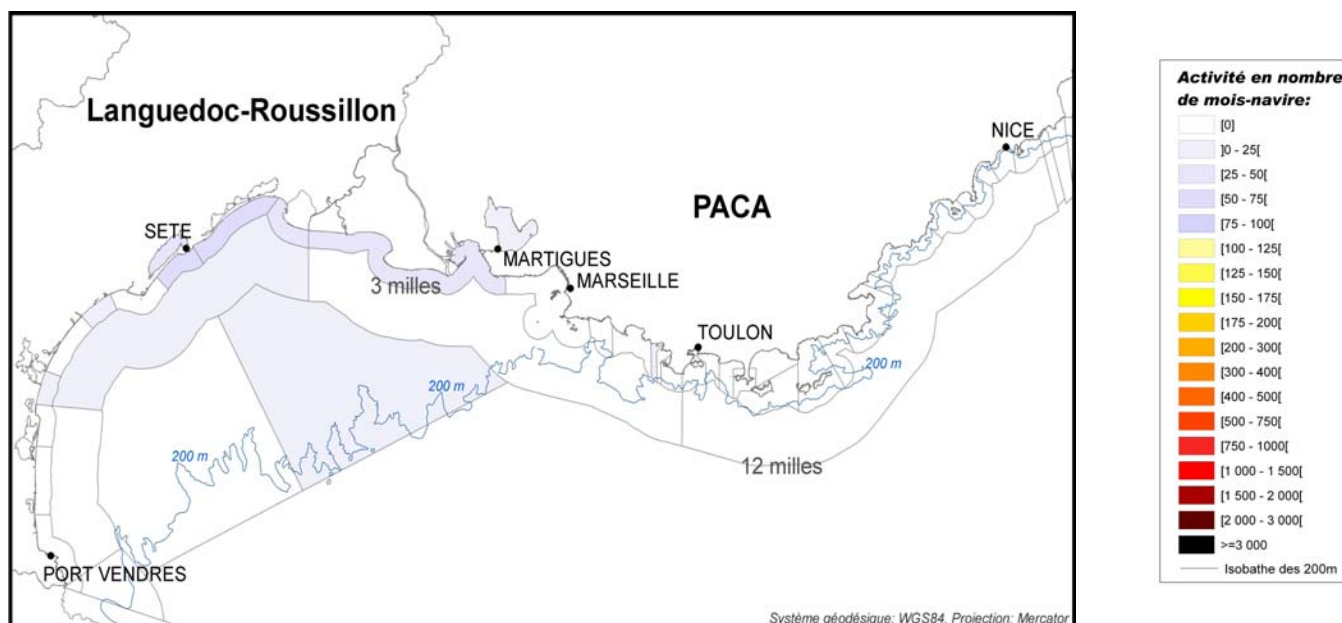 Languedoc-Roussillon
NICE
PACA
SETE
MARTIGUES
3 milles
MARSEILLE
TOULON
200 m
200 m
200 m
12 milles
PORT VENDRES
Système géodésique: WGS84, Projection: Mercator
Activité en nombre
de mois-navire:
[0]
]0 - 25[
[25 - 50[
[50 - 75[
[75 - 100[
[100 - 125[
[125 - 150[
[150 - 175[
[175 - 200[
[200 - 300[
[300 - 400[
[400 - 500[
[500 - 750[
[750 - 1000[
[1 000 - 1 500[
[1 500 - 2 000[
[2 000 - 3 000[
>=3 000
Isobathe des 200m